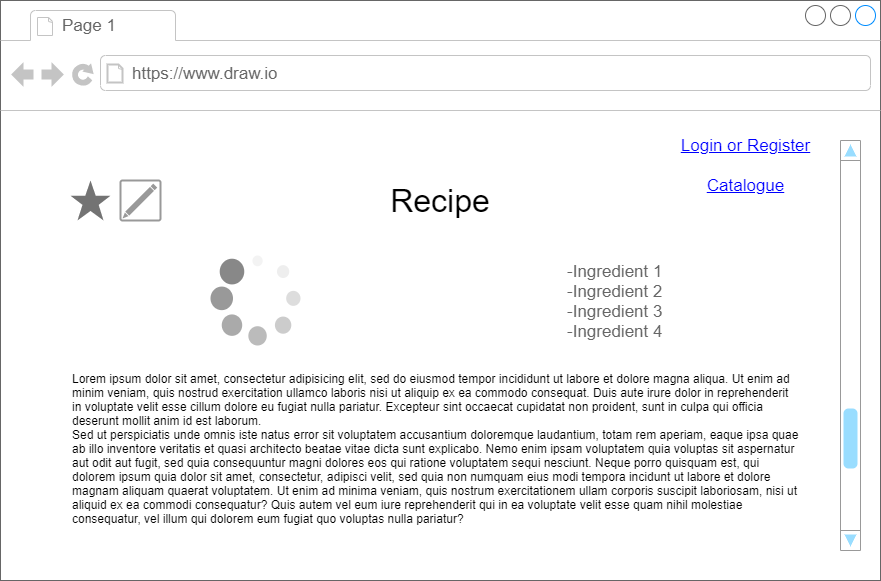 Page 1
https://www.draw.io
Login or Register
Catalogue
Recipe
-Ingredient 1
-Ingredient 2
-Ingredient 3
-Ingredient 4
Lorem ipsum dolor sit amet, consectetur adipisicing elit, sed do eiusmod tempor incididunt ut labore et dolore magna aliqua. Ut enim ad
minim veniam, quis nostrud exercitation ullamco laboris nisi ut aliquip ex ea commodo consequat. Duis aute irure dolor in reprehenderit
in voluptate velit esse cillum dolore eu fugiat nulla pariatur. Excepteur sint occaecat cupidatat non proident, sunt in culpa qui officia
deserunt mollit anim id est laborum.
Sed ut perspiciatis unde omnis iste natus error sit voluptatem accusantium doloremque laudantium, totam rem aperiam, eaque ipsa quae
ab illo inventore veritatis et quasi architecto beatae vitae dicta sunt explicabo. Nemo enim ipsam voluptatem quia voluptas sit aspernatur
aut odit aut fugit, sed quia consequuntur magni dolores eos qui ratione voluptatem sequi nesciunt. Neque porro quisquam est, qui
dolorem ipsum quia dolor sit amet, consectetur, adipisci velit, sed quia non numquam eius modi tempora incidunt ut labore et dolore
magnam aliquam quaerat voluptatem. Ut enim ad minima veniam, quis nostrum exercitationem ullam corporis suscipit laboriosam, nisi ut
aliquid ex ea commodi consequatur? Quis autem vel eum iure reprehenderit qui in ea voluptate velit esse quam nihil molestiae
consequatur, vel illum qui dolorem eum fugiat quo voluptas nulla pariatur?